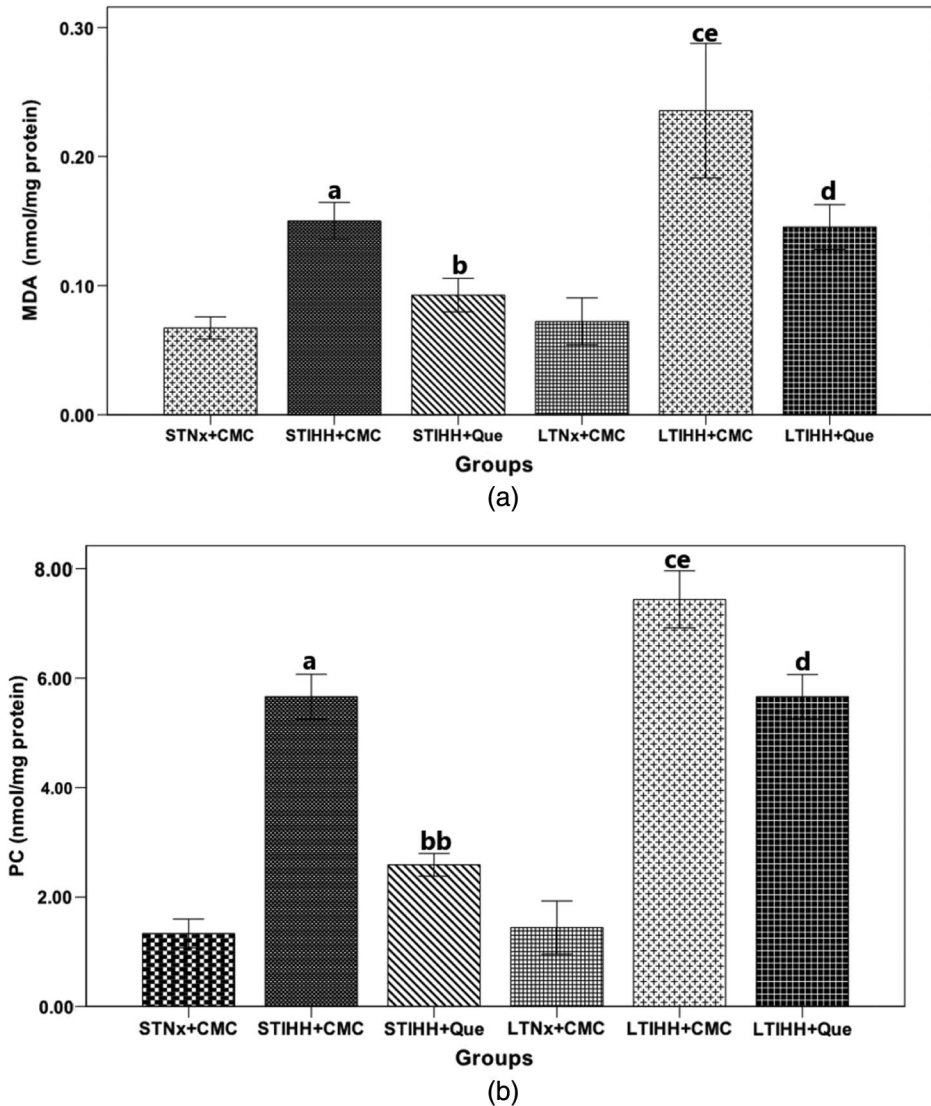 0.30
0.20
0.10
0.00
MDA (nmol/mg protein)
a
b
ce
d
STNx+CMC STIHH+CMC STIHH+Que LTNx+CMC LTIHH+CMC LTIHH+Que
Groups
(a)
8.00
6.00
4.00
2.00
0.00
PC (nmol/mg protein)
a
bb
ce
d
STNx+CMC STIHH+CMC STIHH+Que LTNx+CMC LTIHH+CMC LTIHH+Que
Groups
(b)